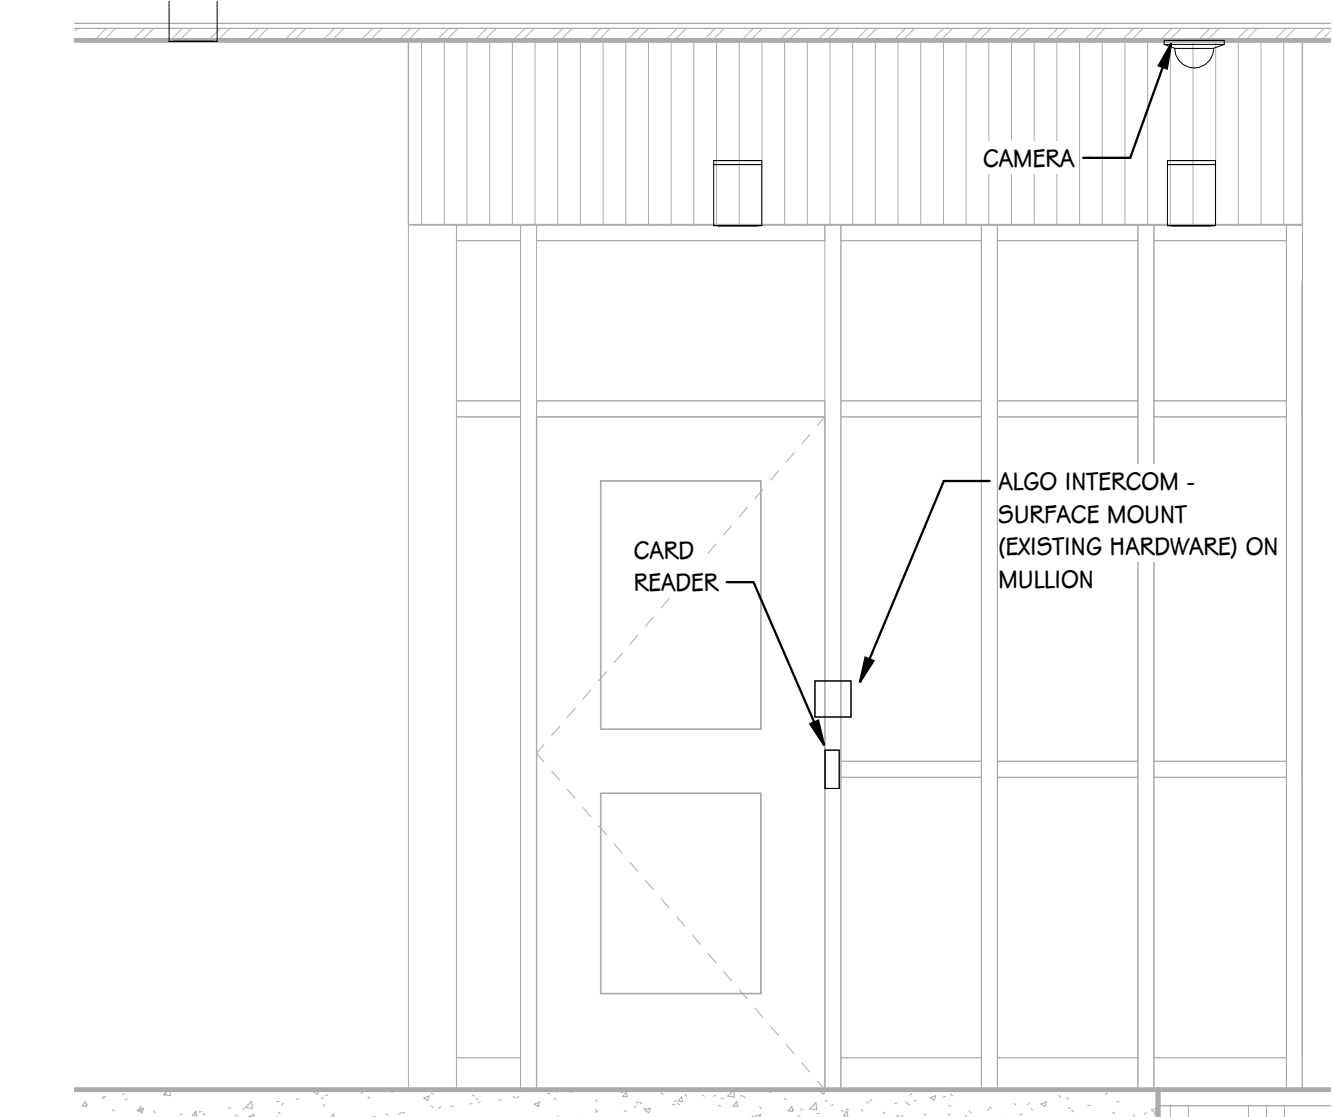 CAMERA
ALGO INTERCOM -
SURFACE MOUNT
(EXISTING HARDWARE) ON
MULLION
CARD
READER